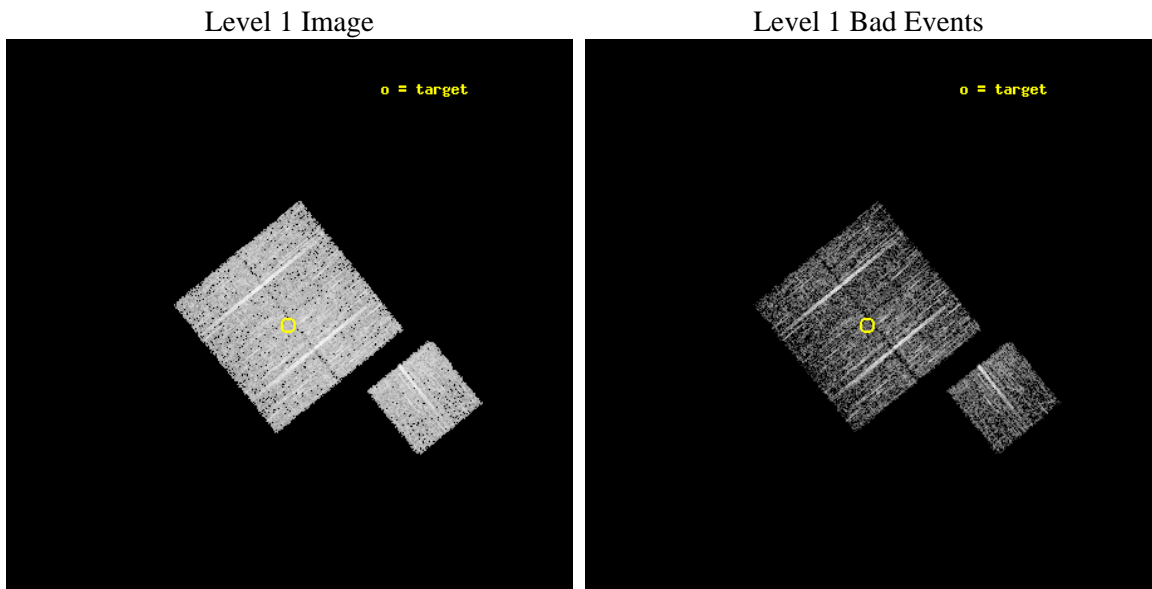 Level 1 Image
Level 1 Bad Events
o = target
o = target